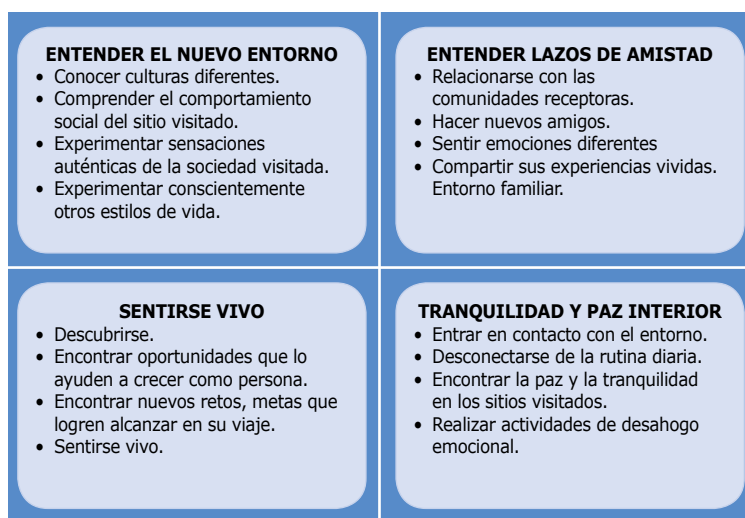 ENTENDER EL NUEVO ENTORNO
• Conocer culturas diferentes.
• Comprender el comportamiento
social del sitio visitado.
• Experimentar sensaciones
auténticas de la sociedad visitada.
• Experimentar conscientemente
otros estilos de vida.
ENTENDER LAZOS DE AMISTAD
• Relacionarse con las
comunidades receptoras.
• Hacer nuevos amigos.
• Sentir emociones diferentes
• Compartir sus experiencias vividas.
Entorno familiar.
SENTIRSE VIVO
• Descubrirse.
• Encontrar oportunidades que lo
ayuden a crecer como persona.
• Encontrar nuevos retos, metas que
logren alcanzar en su viaje.
• Sentirse vivo.
TRANQUILIDAD Y PAZ INTERIOR
• Entrar en contacto con el entorno.
• Desconectarse de la rutina diaria.
• Encontrar la paz y la tranquilidad
en los sitios visitados.
• Realizar actividades de desahogo
emocional.